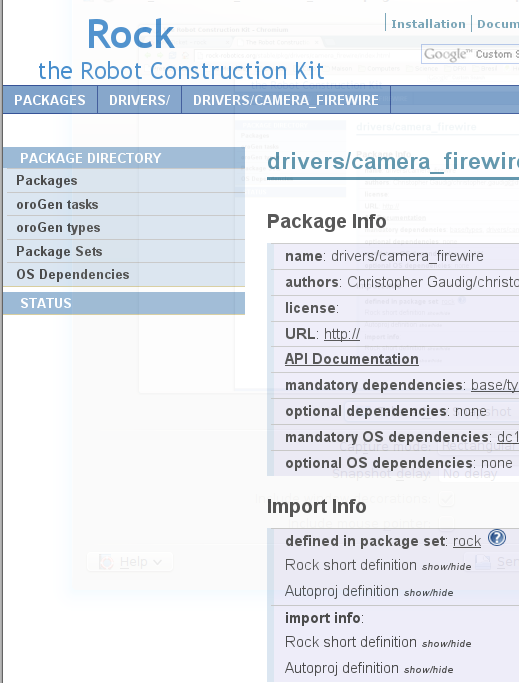 Rock
the Robot Construction Kit
Installation
Google™ Custom
PACKAGES
DRIVERS/
DRIVERS/CAMERA_FIREWIRE
PACKAGE DIRECTORY
Packages
oroGen tasks
oroGen types
Package Sets
OS Dependencies
STATUS
drivers/camera_firewire
Package Info
name: drivers/camera_firewire
authors: Christopher Gaudig/christo
license:
URL: http://
API Documentation
mandatory dependencies: base/ty
optional dependencies: none
mandatory OS dependencies: dc1
optional OS dependencies: none
Snapshot delay: No delay
Import Info
defined in package set: rock ?
Rock short definition show/hide
Help
Autoproj definition show/hide
import info:
Rock short definition show/hide
Autoproj definition show/hide